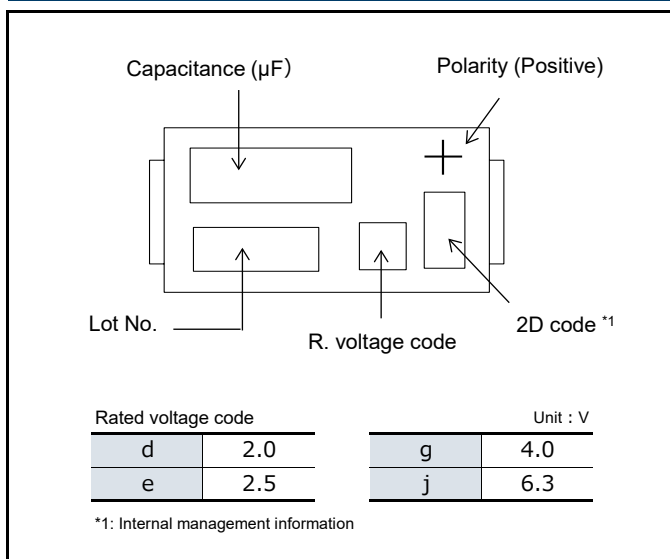 Capacitance (μF) Polarity (Positive)
+
Lot No.
R. voltage code
2D code *1
Rated voltage code Unit : V
d 2.0 g 4.0
e 2.5 j 6.3
*1: Internal management information